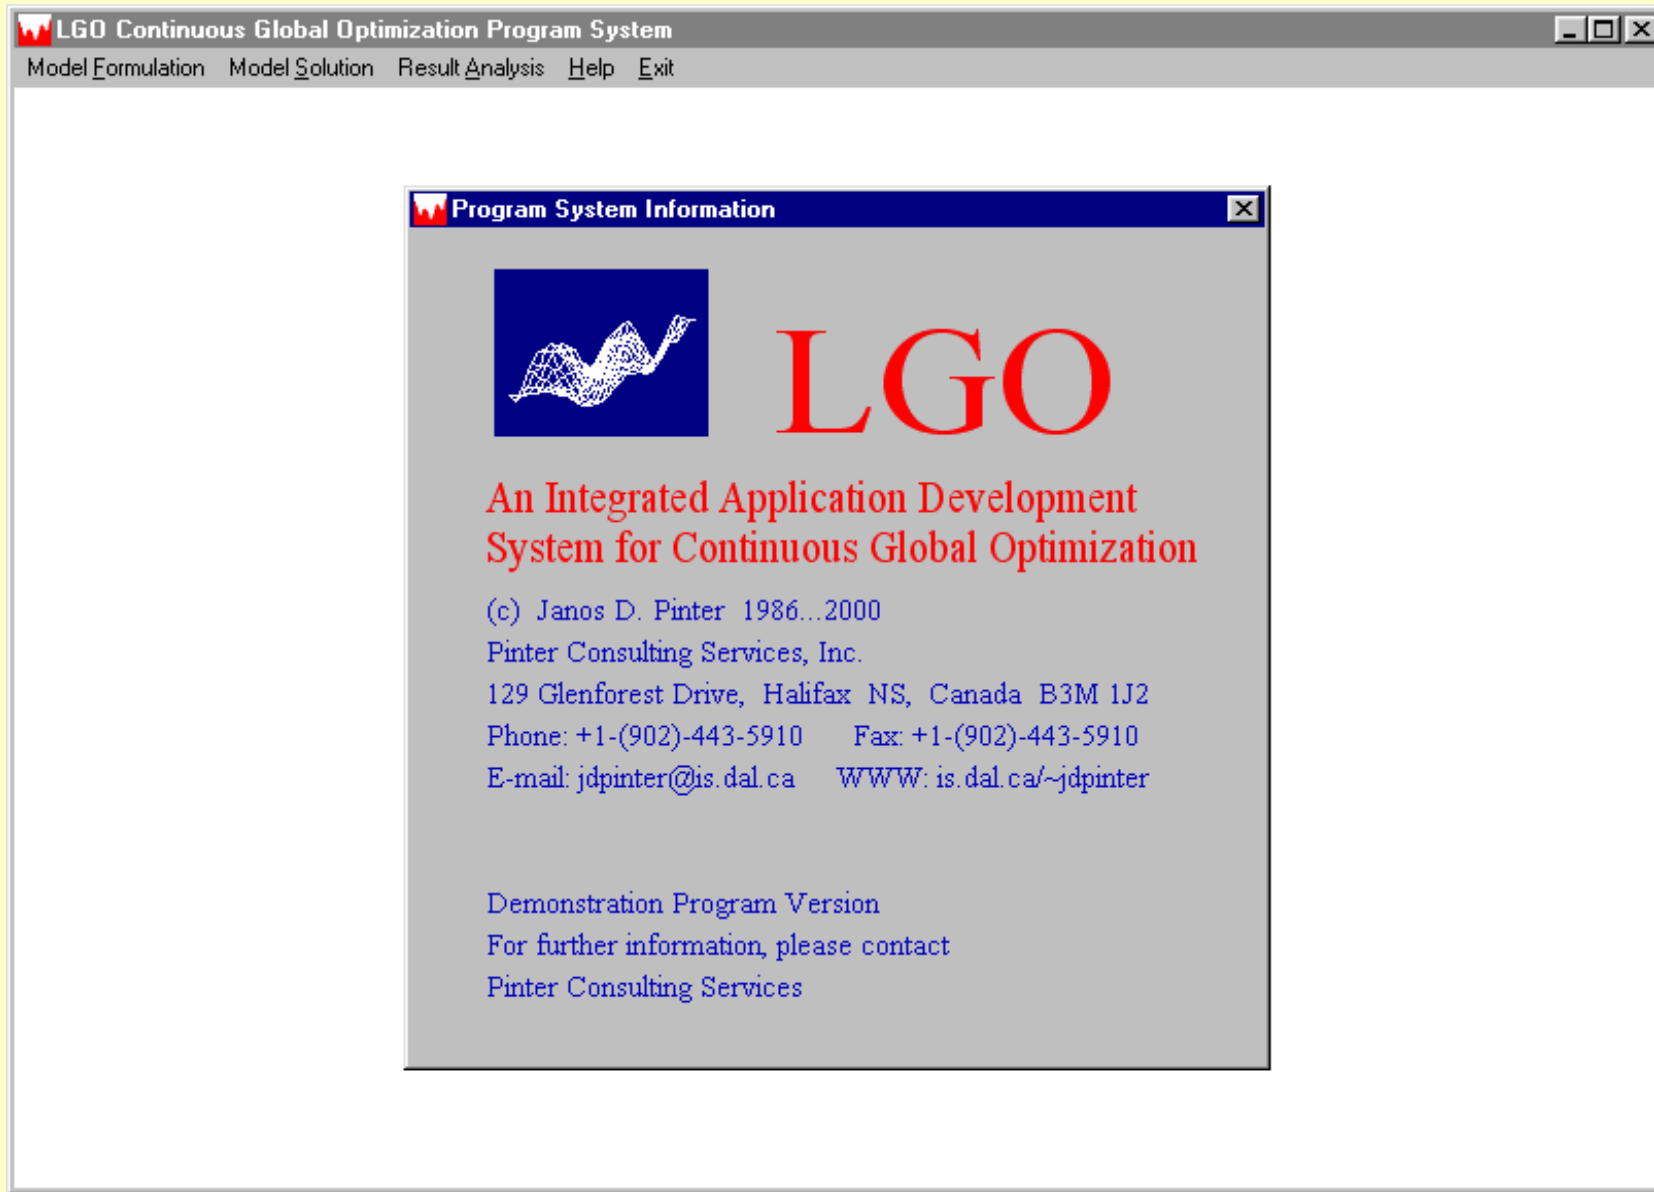 LGO Continuous Global Optimization Program System
Model Formulation Model Solution Result Analysis Help Exit
Program System Information
LGO
An Integrated Application Development
System for Continuous Global Optimization
(c) Janos D. Pinter 1986...2000
Pinter Consulting Services, Inc.
129 Glenforest Drive, Halifax NS, Canada B3M 1J2
Phone: +1-(902)-443-5910 Fax: +1-(902)-443-5910
E-mail: jdpinter@is.dal.ca WWW: is.dal.ca/~jdpinter
Demonstration Program Version
For further information, please contact
Pinter Consulting Services